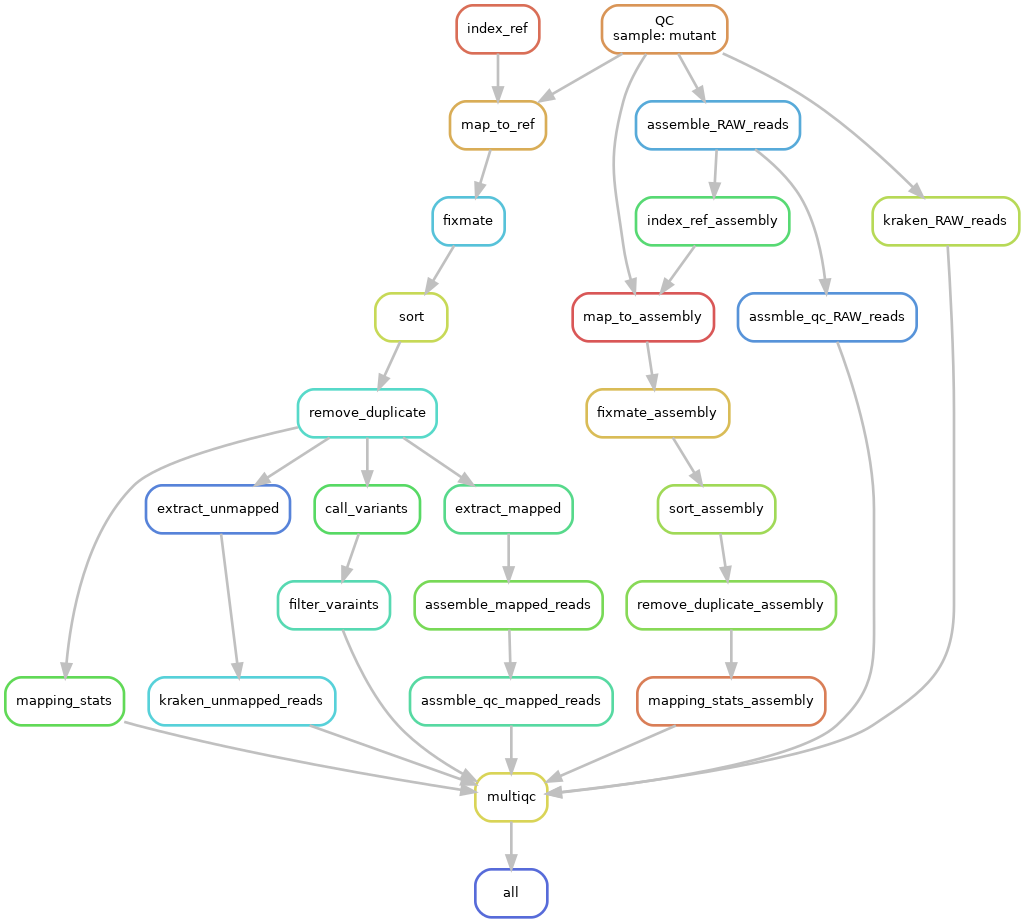 index_ref
QC
sample: mutant
map_to_ref
assemble_RAW_reads
fixmate
index_ref_assembly
kraken_RAW_reads
sort
map_to_assembly
assmble_qc_RAW_reads
remove_duplicate
fixmate_assembly
extract_unmapped
call_variants
extract_mapped
sort_assembly
filter_varaints
assemble_mapped_reads
remove_duplicate_assembly
mapping_stats
kraken_unmapped_reads
assmble_qc_mapped_reads
mapping_stats_assembly
multiqc
all